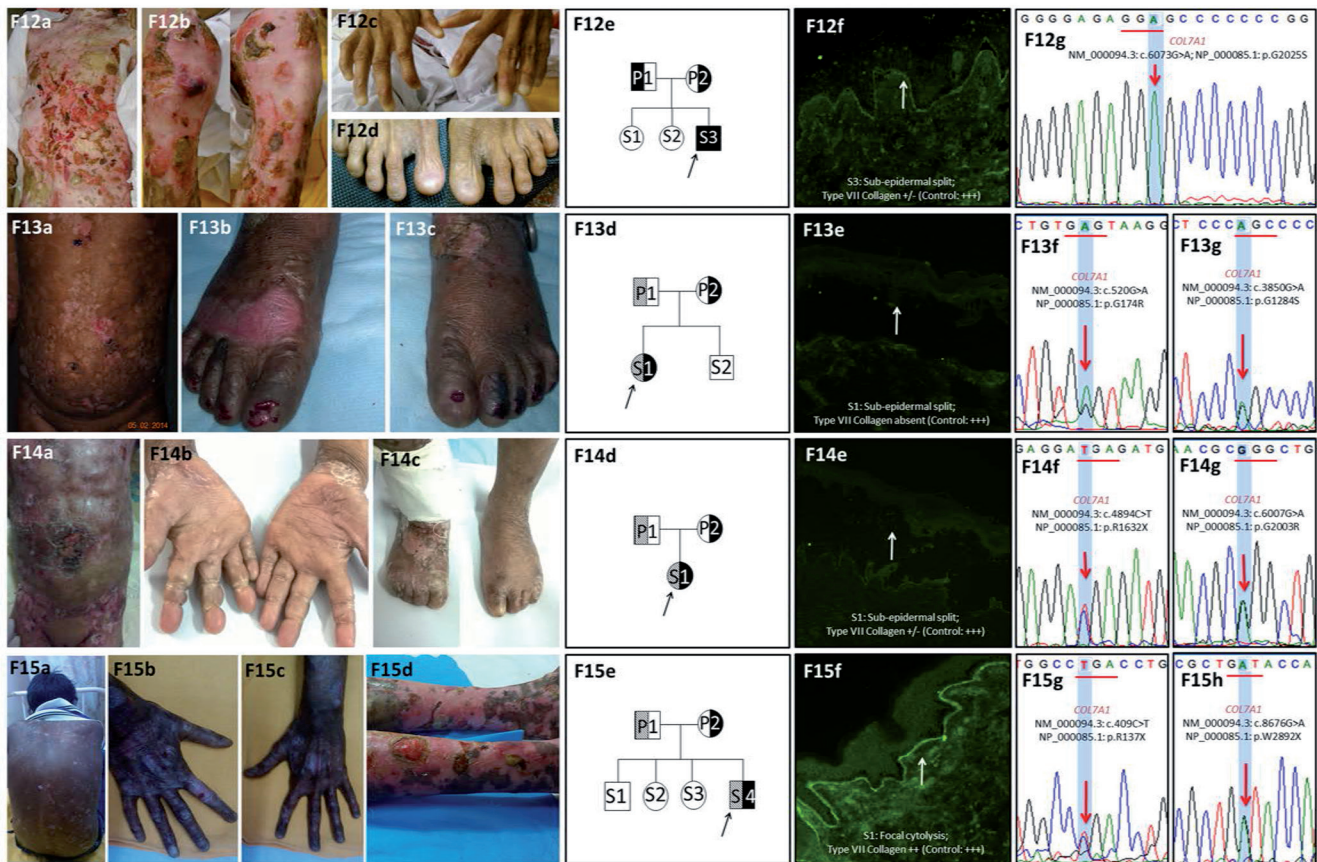 F12a
F12b
F12c
F12d
F12e
P1
P2
S1
S2
S3
F12f
S3: Sub-epidermal split;
Type VII Collagen +/- (Control: +++)
G G G G A G A G G A G C C C C C C C G G
F12g
COL7A1
NM_000094.3: c.6073G>A; NP_000085.1: p.G2025S
F13a
05 02 2014
F13b
F13c
F13d
P1
P2
S1
S2
F13e
S1: Sub-epidermal split;
Type VII Collagen absent (Control: +++)
C T G T G A G T A A G G
F13f
COL7A1
NM_000094.3: c.520G>A
NP_000085.1: p.G174R
C T C C C A G C C C C
F13g
COL7A1
NM_000094.3: c.3850G>A
NP_000085.1: p.G1284S
F14a
F14b
F14c
F14d
P1
P2
S1
F14e
S1: Sub-epidermal split;
Type VII Collagen +/- (Control: +++)
G A G G A T G A G A T G
F14f
COL7A1
NM_000094.3: c.4894C>T
NP_000085.1: p.R1632X
A A C G C G G G C T G
F14g
COL7A1
NM_000094.3: c.6007G>A
NP_000085.1: p.G2003R
F15a
F15b
F15c
F15d
F15e
P1
P2
S1
S2
S3
S4
F15f
S1: Focal cytolysis;
Type VII Collagen ++ (Control: +++)
T G G C C T G A C C T G
F15g
COL7A1
NM_000094.3: c.409C>T
NP_000085.1: p.R137X
C G C T G A T A C C A
F15h
COL7A1
NM_000094.3: c.8676G>A
NP_000085.1: p.W2892X